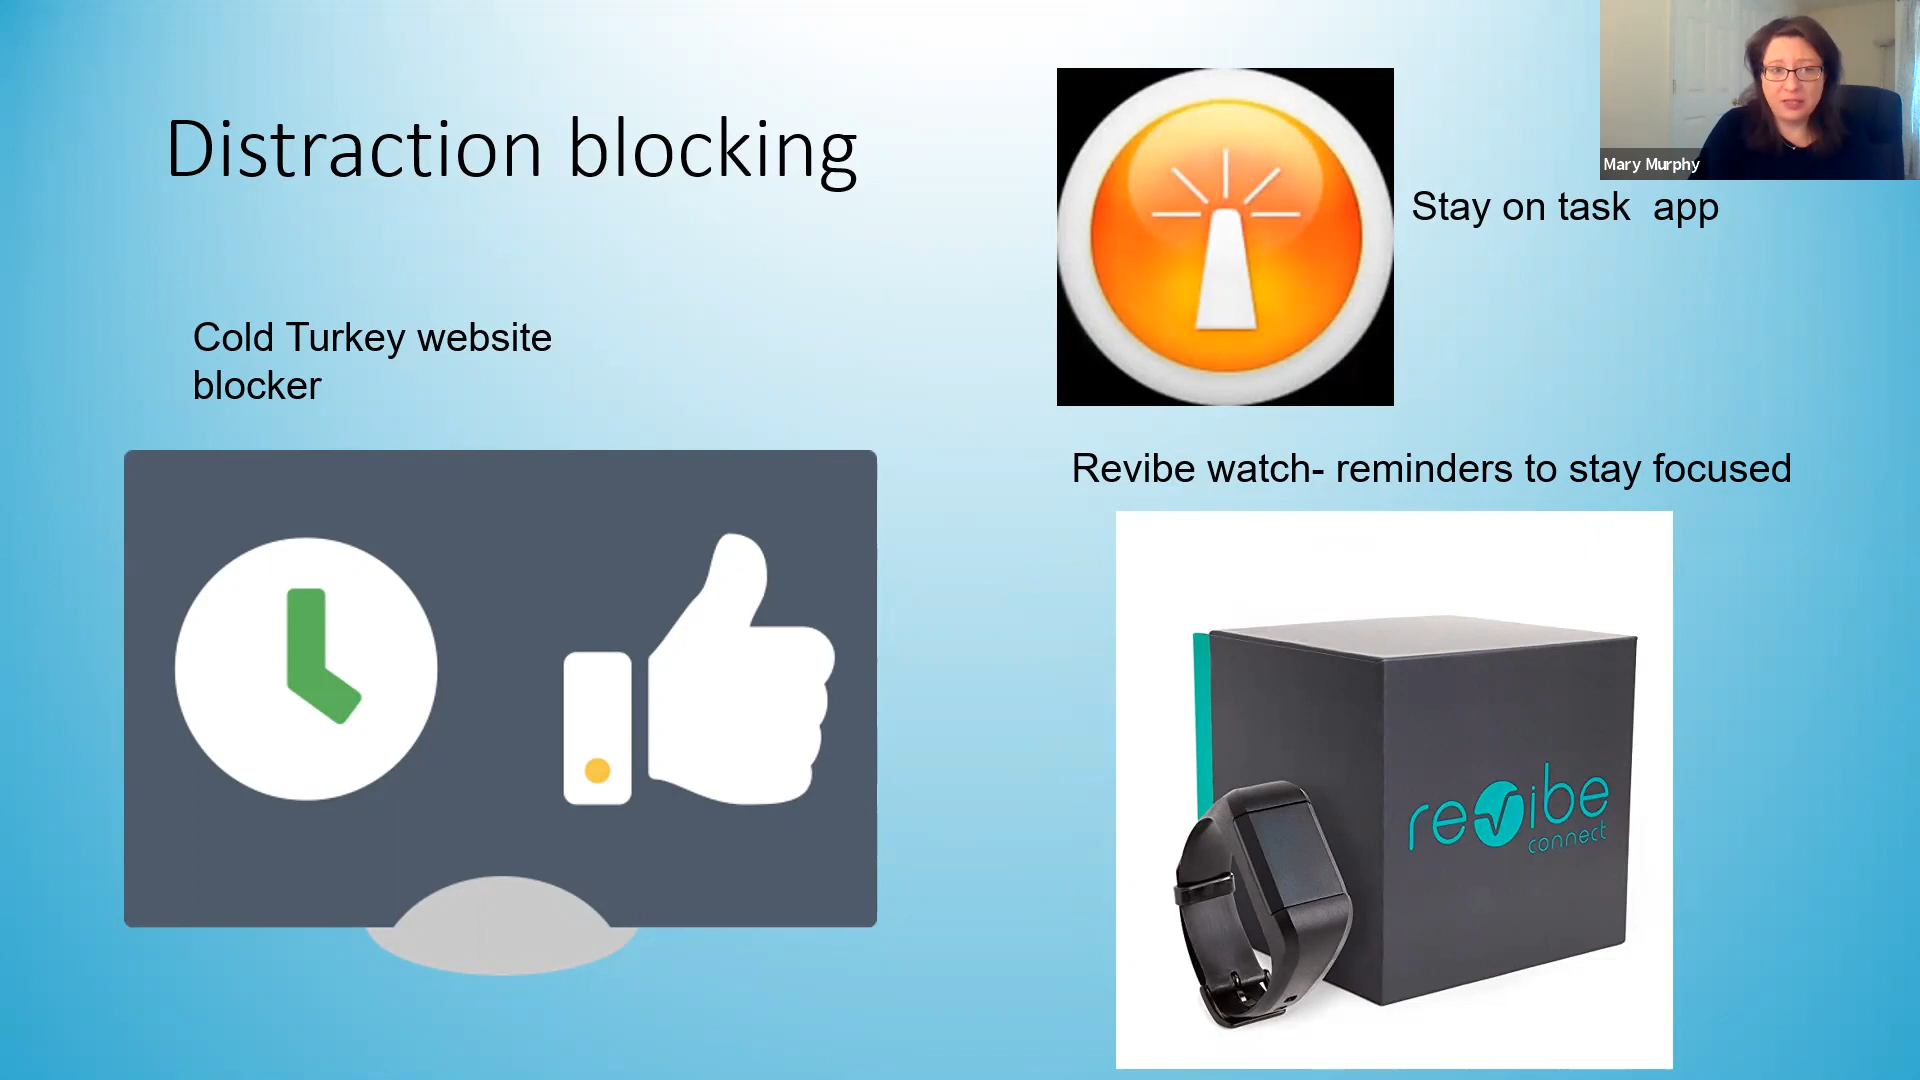 Distraction blocking
Cold Turkey website
blocker
Stay on task  app
Mary Murphy
Revibe watch- reminders to stay focused
revibe
connect